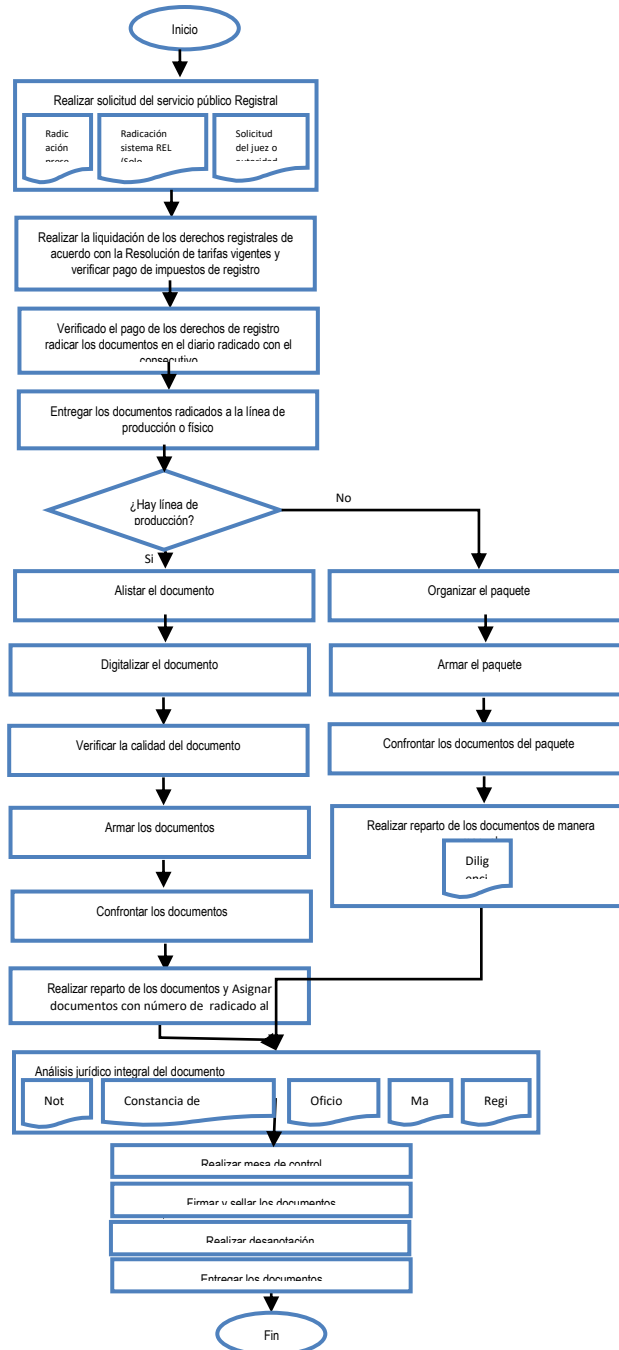 Inicio
Realizar solicitud del servicio público Registral
Radic
ación
Radicación
sistema REL
(Solo
Solicitud
del juez o
autoridad
Realizar la liquidación de los derechos registrales de
acuerdo con la Resolución de tarifas vigentes y
verificar pago de impuestos de registro
Verificado el pago de los derechos de registro
radicar los documentos en el diario radicado con el
consecutivo
Entregar los documentos radicados a la línea de
producción o físico
¿Hay línea de
producción?
No
Si
Alistar el documento
Organizar el paquete
Digitalizar el documento
Armar el paquete
Verificar la calidad del documento
Confrontar los documentos del paquete
Armar los documentos
Realizar reparto de los documentos de manera
Dilig
enci
Confrontar los documentos
Realizar reparto de los documentos y Asignar
documentos con número de radicado al
Análisis jurídico integral del documento
Not
Constancia de
Oficio
Ma
Regi
Realizar mesa de control
Firmar y sellar los documentos
Realizar desanotación
Entregar los documentos
Fin